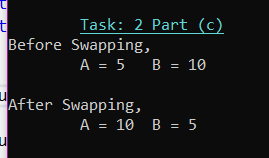 Task: 2 Part (c)
Before Swapping,
A = 5 B = 10
After Swapping,
A = 10 B = 5